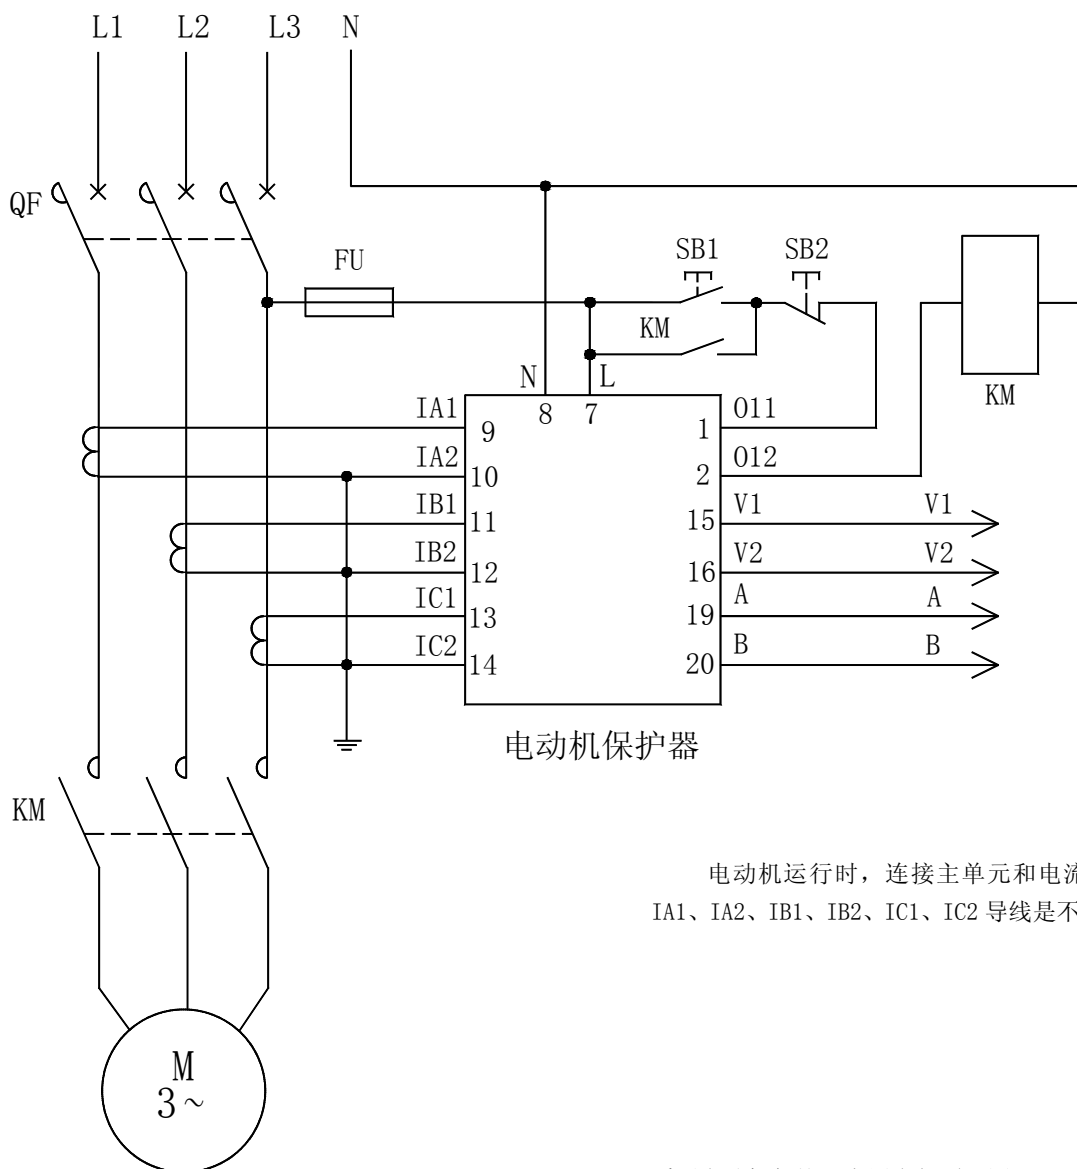 L1 L2 L3 N
QF
FU
SB1 SB2
KM
KM
N L
8 7
IA1 9
IA2 10
IB1 11
IB2 12
IC1 13
IC2 14
1 011
2 012
15 V1 V1
16 V2 V2
19 A A
20 B B
电动机保护器
KM
电动机运行时，连接主单元和电流
IA1、IA2、IB1、IB2、IC1、IC2 导线是不
M
3～